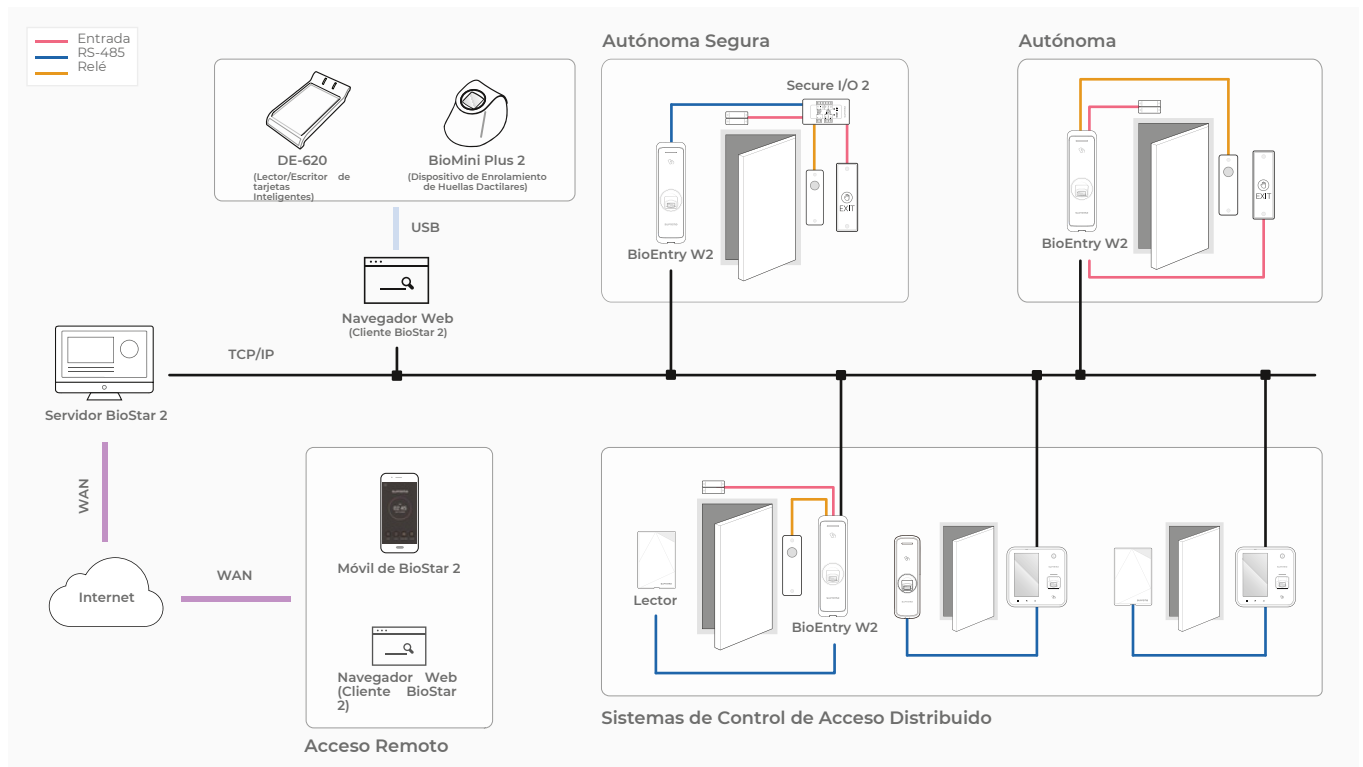 Entrada
RS-485
Relé
DE-620
(Lector/Escritor de
tarjetas
Inteligentes)
BioMini Plus 2
(Dispositivo de Enrolamiento
de Huellas Dactilares)
USB
Navegador Web
(Cliente BioStar 2)
TCP/IP
Servidor BioStar 2
WAN
Internet
WAN
Móvil de BioStar 2
Navegador Web
(Cliente BioStar
2)
Acceso Remoto
Autónoma Segura
Secure I/O 2
EXIT
BioEntry W2
Autónoma
EXIT
BioEntry W2
Lector
BioEntry W2
Sistemas de Control de Acceso Distribuido